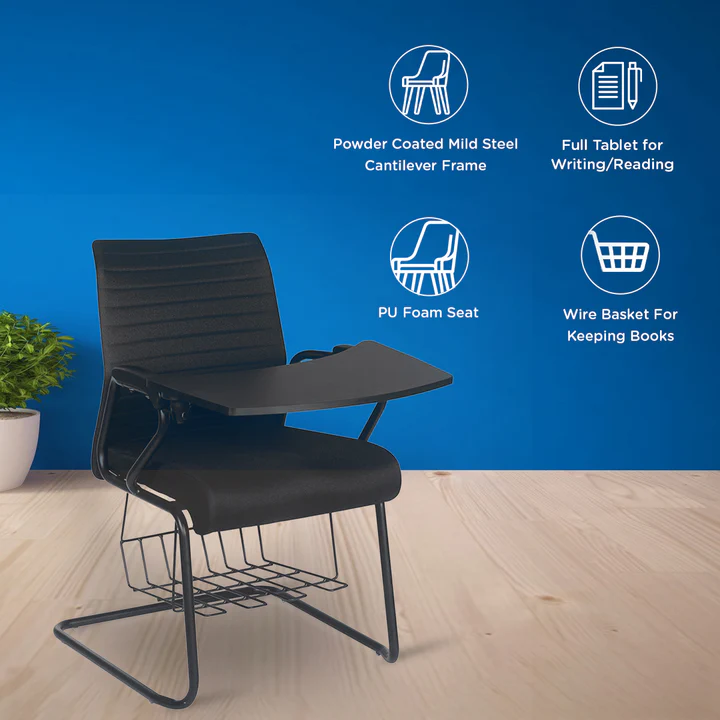 Powder Coated Mild Steel
Cantilever Frame
Full Tablet for
Writing/Reading
PU Foam Seat
Wire Basket For
Keeping Books